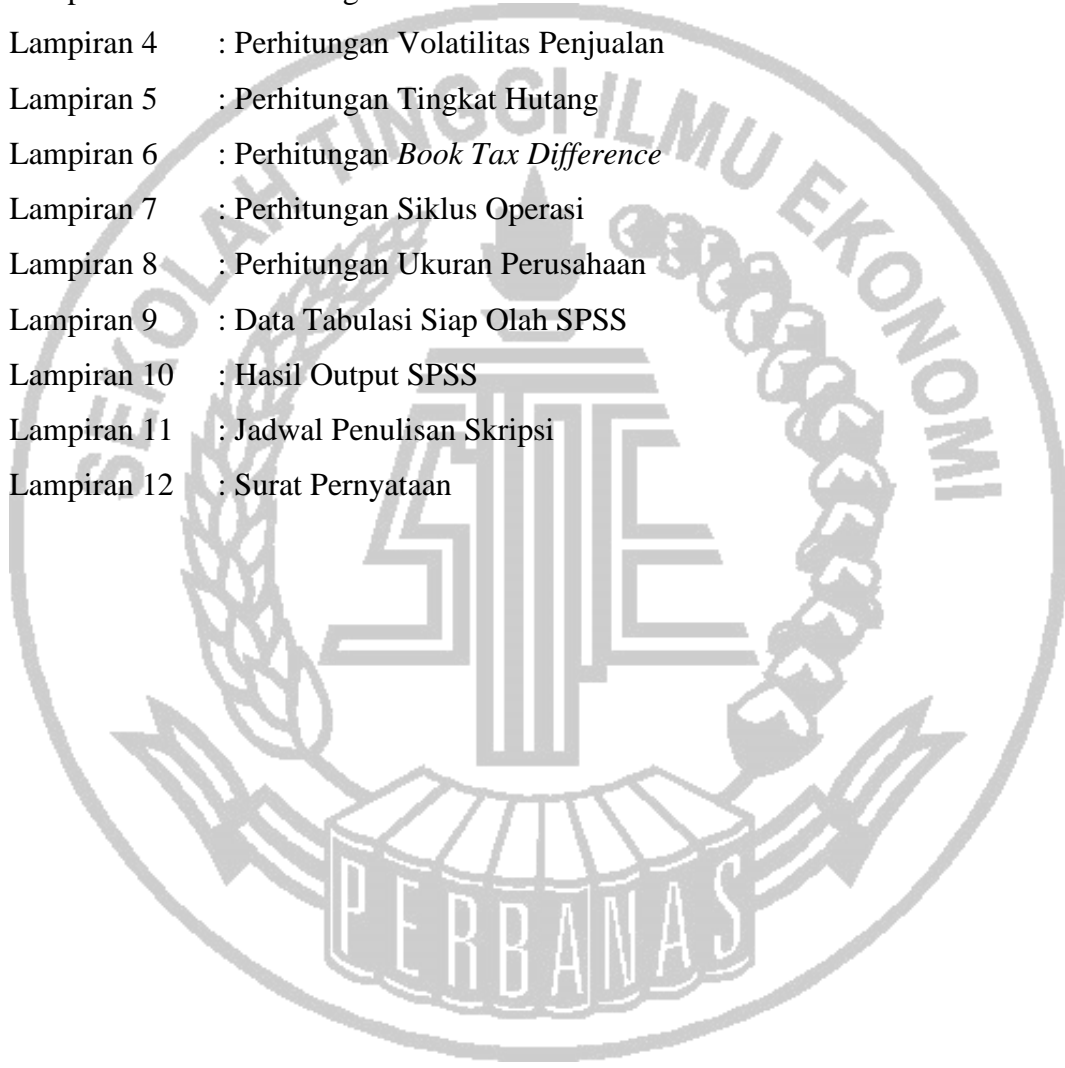 Lampiran 4 : Perhitungan Volatilitas Penjualan
Lampiran 5 : Perhitungan Tingkat Hutang
Lampiran 6 : Perhitungan Book Tax Difference
Lampiran 7 : Perhitungan Siklus Operasi
Lampiran 8 : Perhitungan Ukuran Perusahaan
Lampiran 9 : Data Tabulasi Siap Olah SPSS
Lampiran 10 : Hasil Output SPSS
Lampiran 11 : Jadwal Penulisan Skripsi
Lampiran 12 : Surat Pernyataan
SEKOLAH TINGGI ILMU EKONOMI
PERBANAS